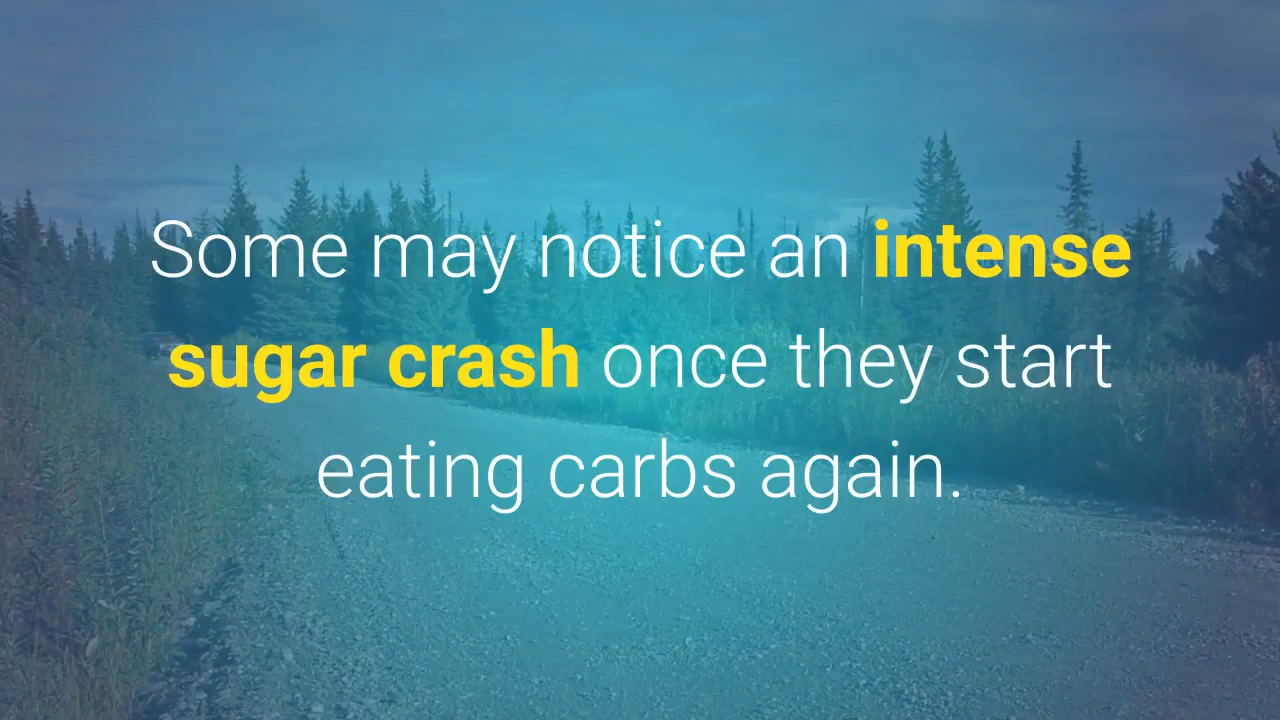 Some may notice an intense
sugar crash once they start
eating carbs again.